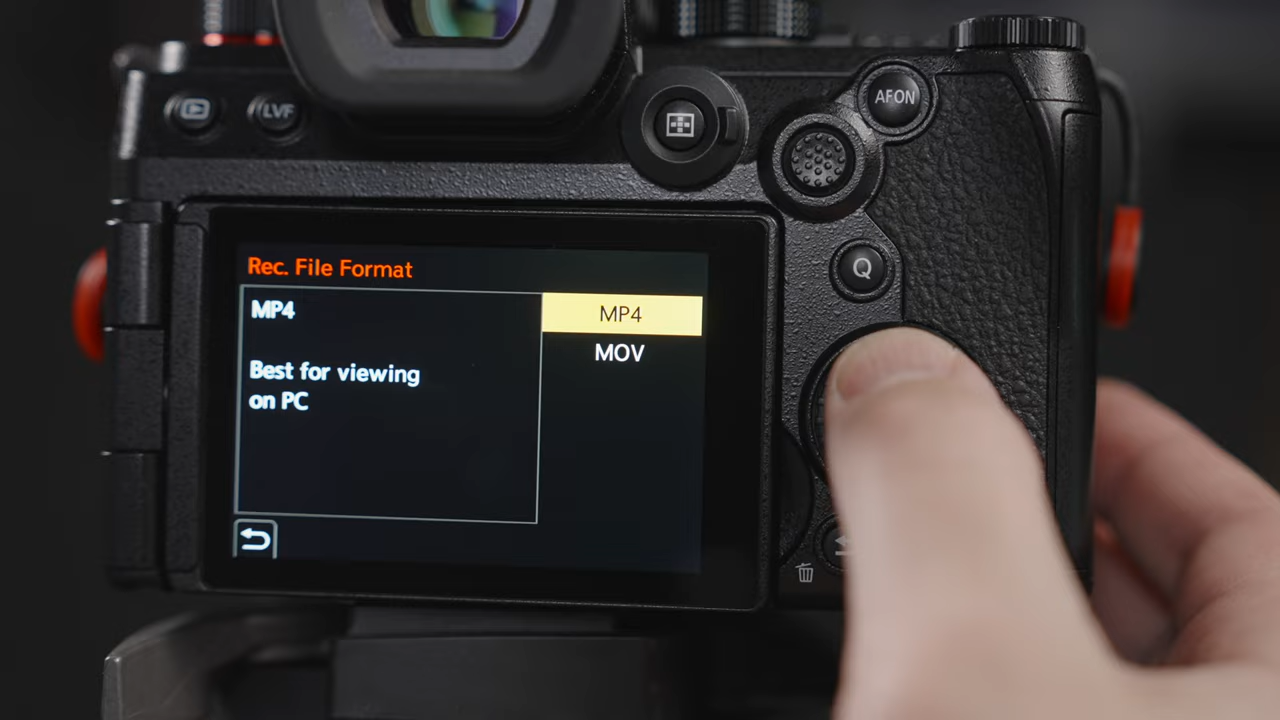 LVF
AFON
Q
Rec. File Format
MP4
Best for viewing
on PC
MP4
MOV